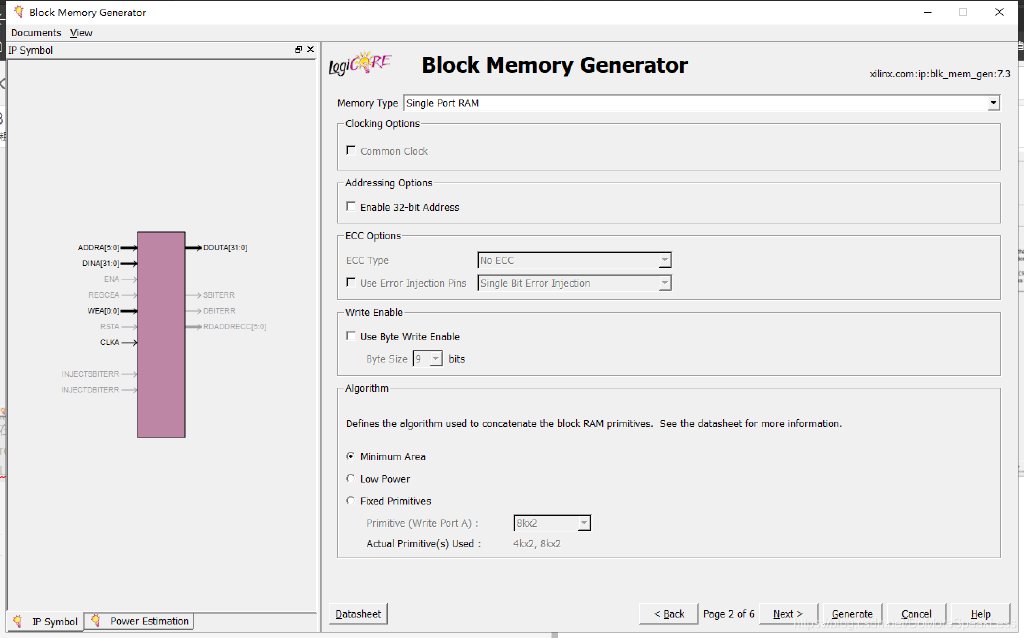 Block Memory Generator
Documents View
IP Symbol
LogiCORE
Block Memory Generator
xilinx.com:ip:blk_mem_gen:7.3
Memory Type Single Port RAM
Clocking Options
Common Clock
Addressing Options
Enable 32-bit Address
ECC Options
ECC Type No ECC
Use Error Injection Pins Single Bit Error Injection
Write Enable
Use Byte Write Enable
Byte Size 9 bits
Algorithm
Defines the algorithm used to concatenate the block RAM primitives. See the datasheet for more information.
Minimum Area
Low Power
Fixed Primitives
Primitive (Write Port A) : 8kx2
Actual Primitive(s) Used : 4kx2, 8kx2
ADDRA[5:0] DOUTA[31:0]
DINA[31:0]
ENA
REGCEA SBITERR
WEA[0:0] DBITERR
RSTA RDADDRECC[5:0]
CLKA
INJECTSBITERR
INJECTDBITERR
IP Symbol Power Estimation
Datasheet < Back Page 2 of 6 Next > Generate Cancel Help